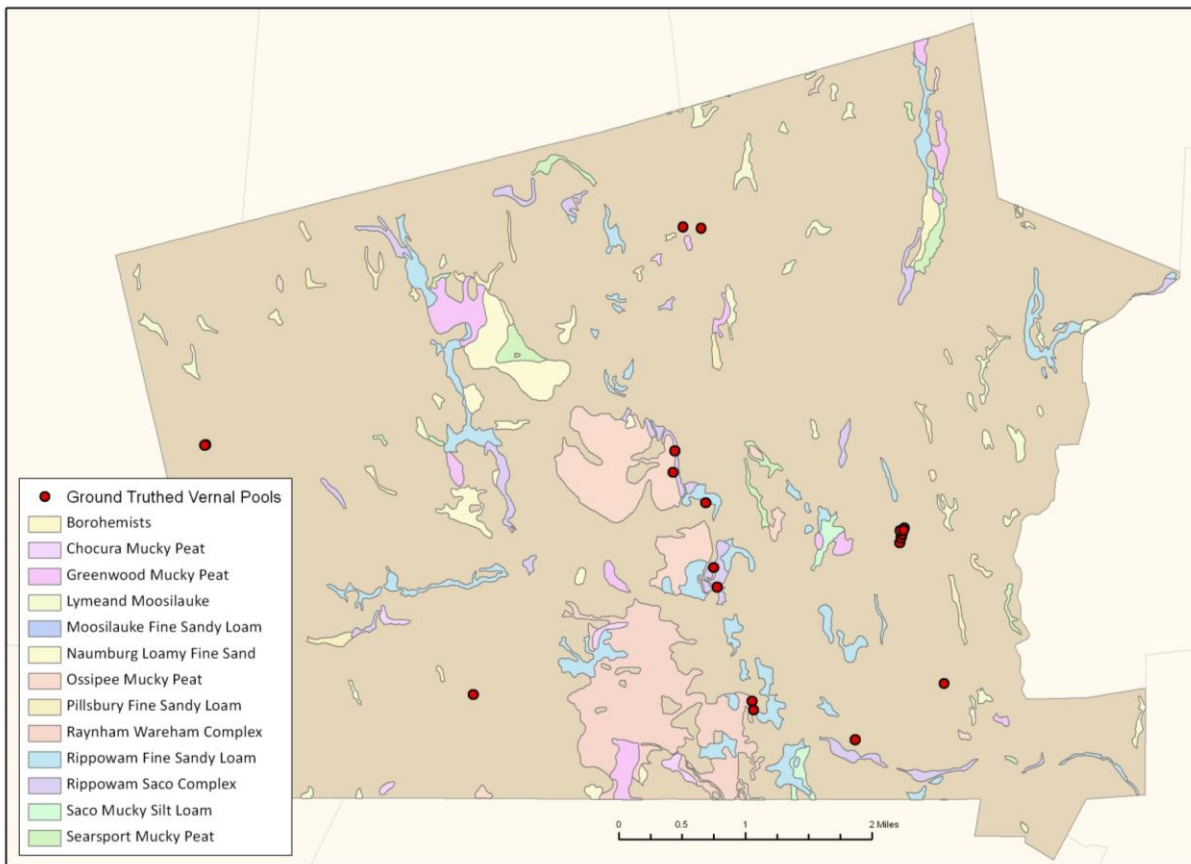 Ground Truthed Vernal Pools
Borohemists
Chocura Mucky Peat
Greenwood Mucky Peat
Lymeand Moosilauke
Moosilauke Fine Sandy Loam
Naumburg Loamy Fine Sand
Ossipee Mucky Peat
Pillsbury Fine Sandy Loam
Raynham Wareham Complex
Rippowam Fine Sandy Loam
Rippowam Saco Complex
Saco Mucky Silt Loam
Searsport Mucky Peat
0 0.5 1 2 Miles